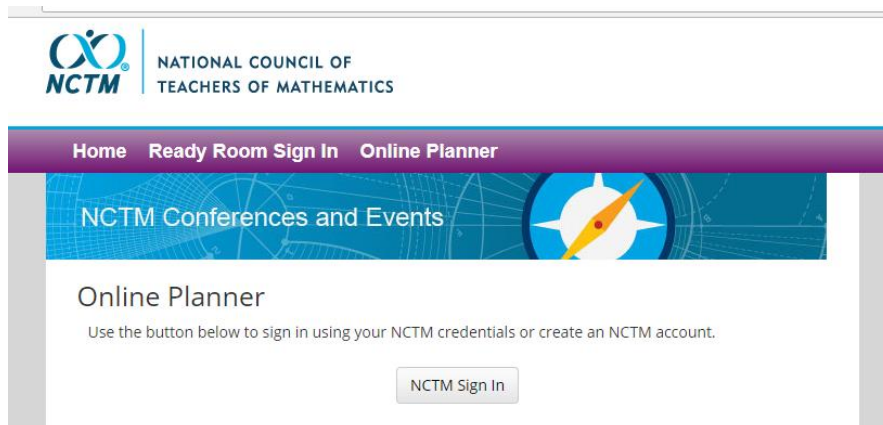 NCTM®
NATIONAL COUNCIL OF
TEACHERS OF MATHEMATICS
Home Ready Room Sign In Online Planner
NCTM Conferences and Events
Online Planner
Use the button below to sign in using your NCTM credentials or create an NCTM account.
NCTM Sign In